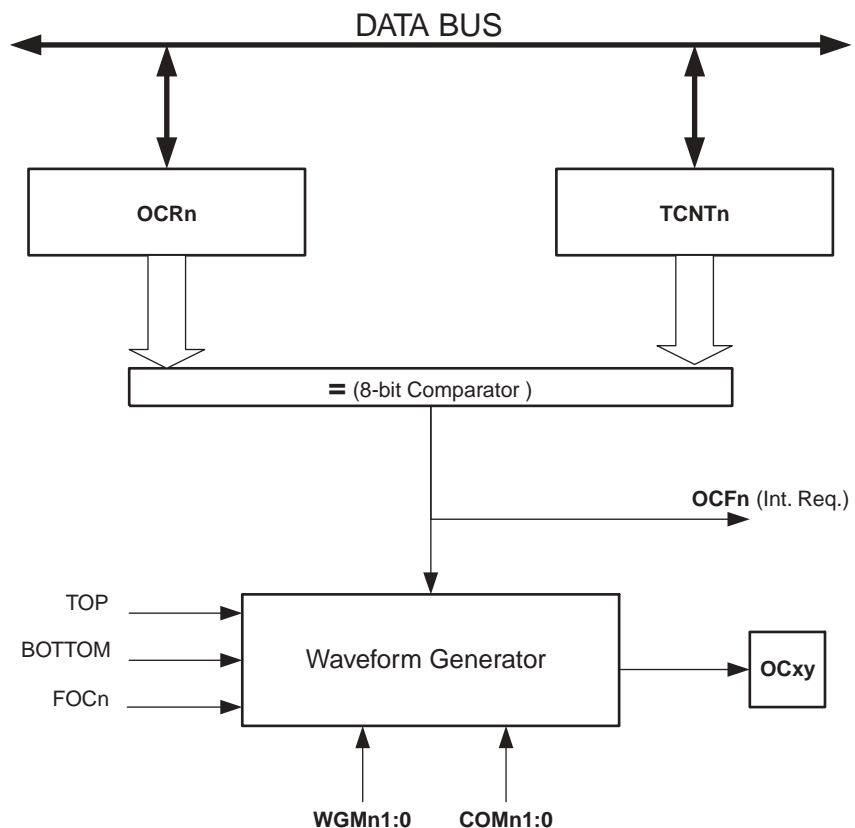 DATA BUS
OCRn
TCNTn
= (8-bit Comparator )
OCFn (Int. Req.)
TOP
BOTTOM
FOCn
Waveform Generator
OCxy
WGMn1:0
COMn1:0